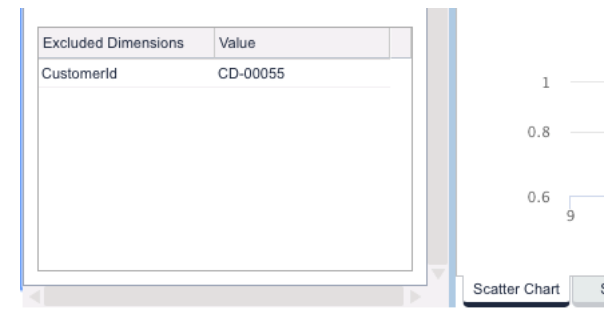 Excluded Dimensions Value
CustomerId CD-00055
1
0.8
0.6
9
Scatter Chart